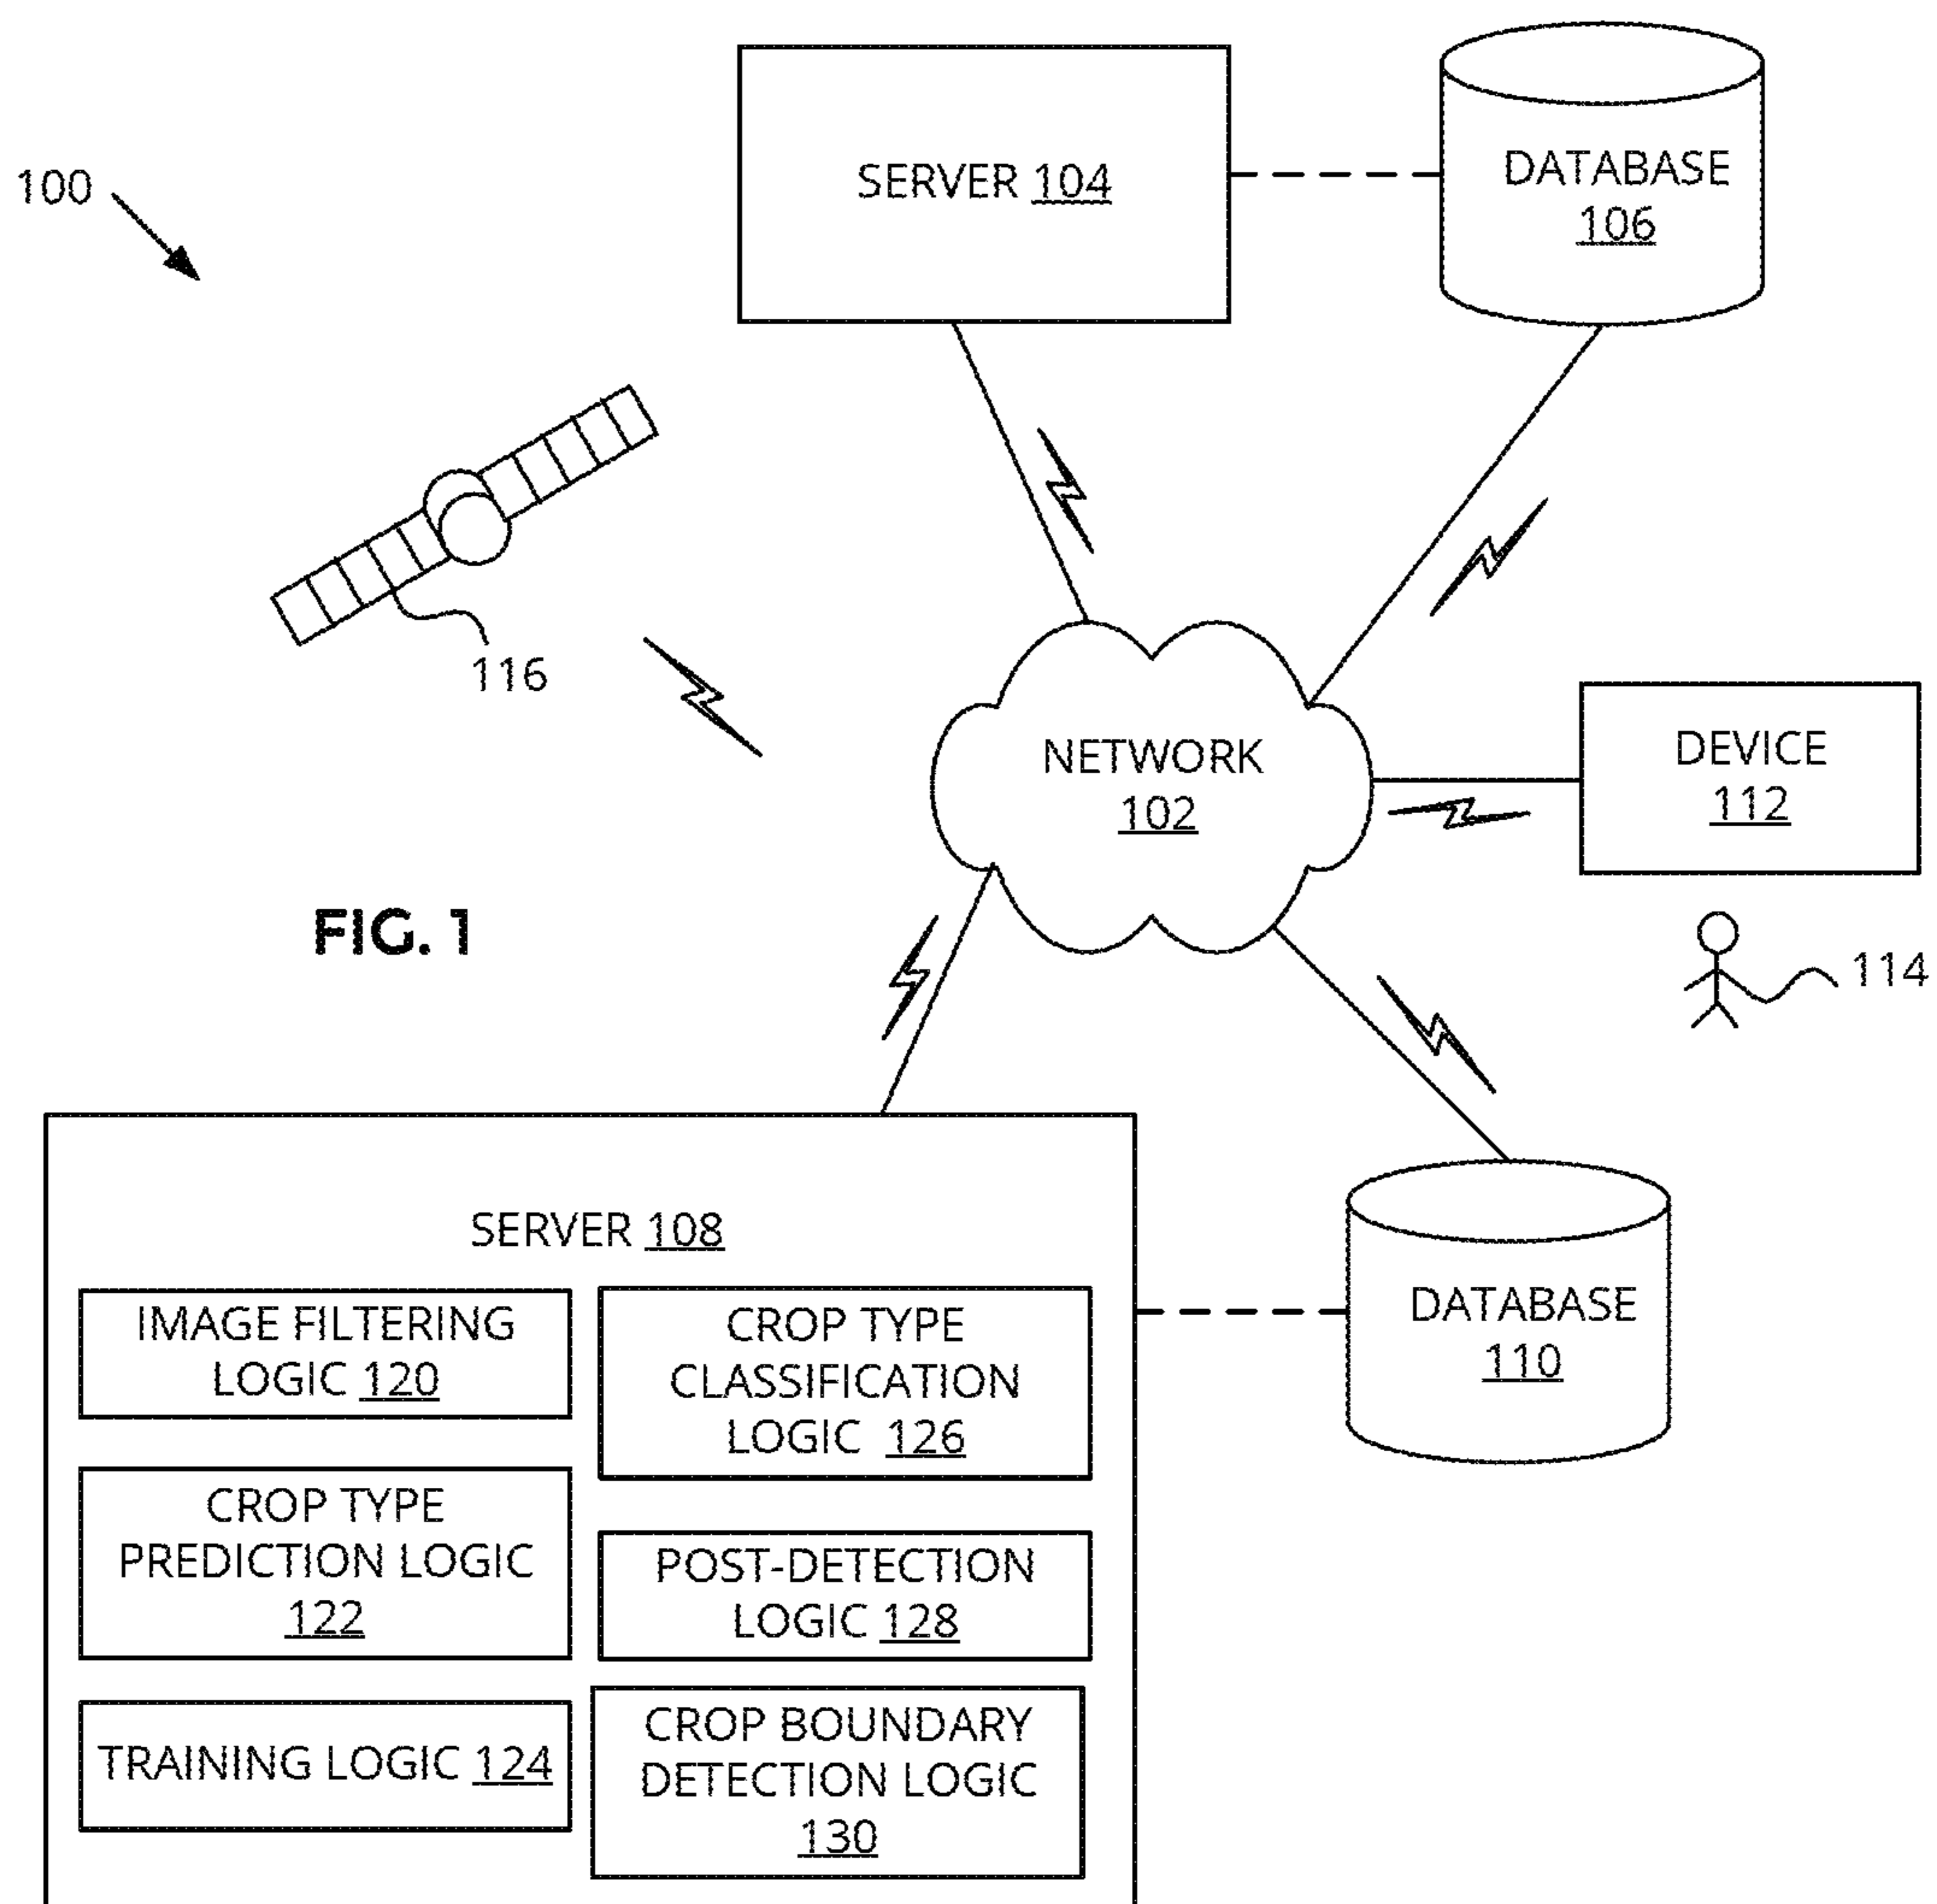 100
SERVER 104
DATABASE
106
116
NETWORK
102
DEVICE
112
FIG. 1
114
SERVER 108
IMAGE FILTERING
LOGIC 120
CROP TYPE
CLASSIFICATION
LOGIC 126
CROP TYPE
PREDICTION LOGIC
122
POST-DETECTION
LOGIC 128
TRAINING LOGIC 124
CROP BOUNDARY
DETECTION LOGIC
130
DATABASE
110